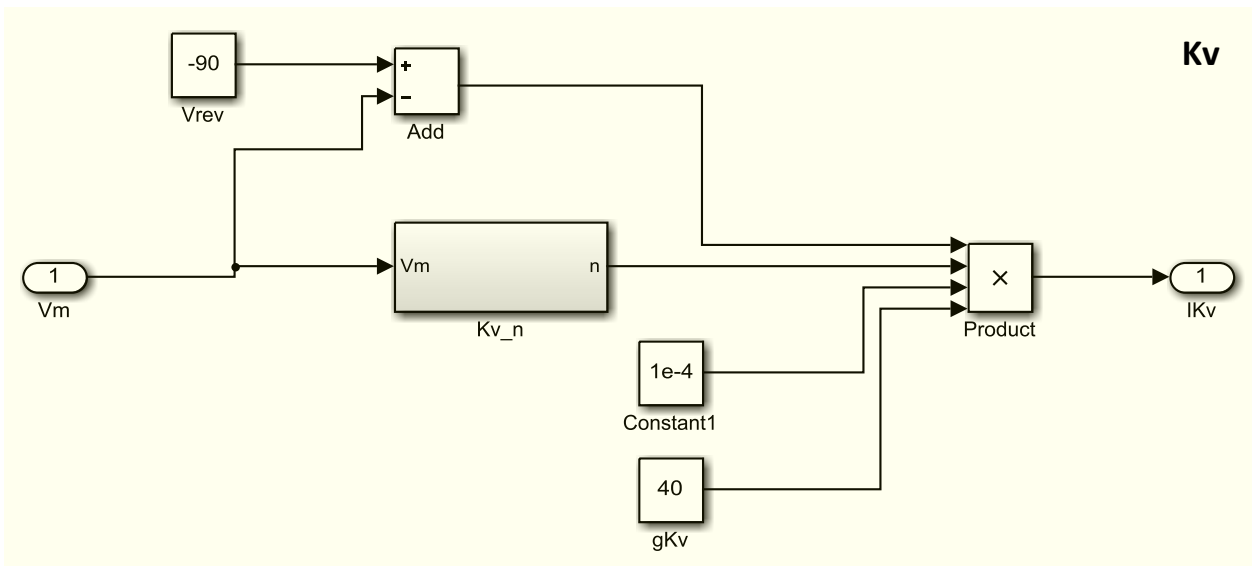 Kv
-90
Vrev
+
−
Add
1
Vm
Vm
n
Kv_n
×
Product
1
IKv
1e-4
Constant1
40
gKv